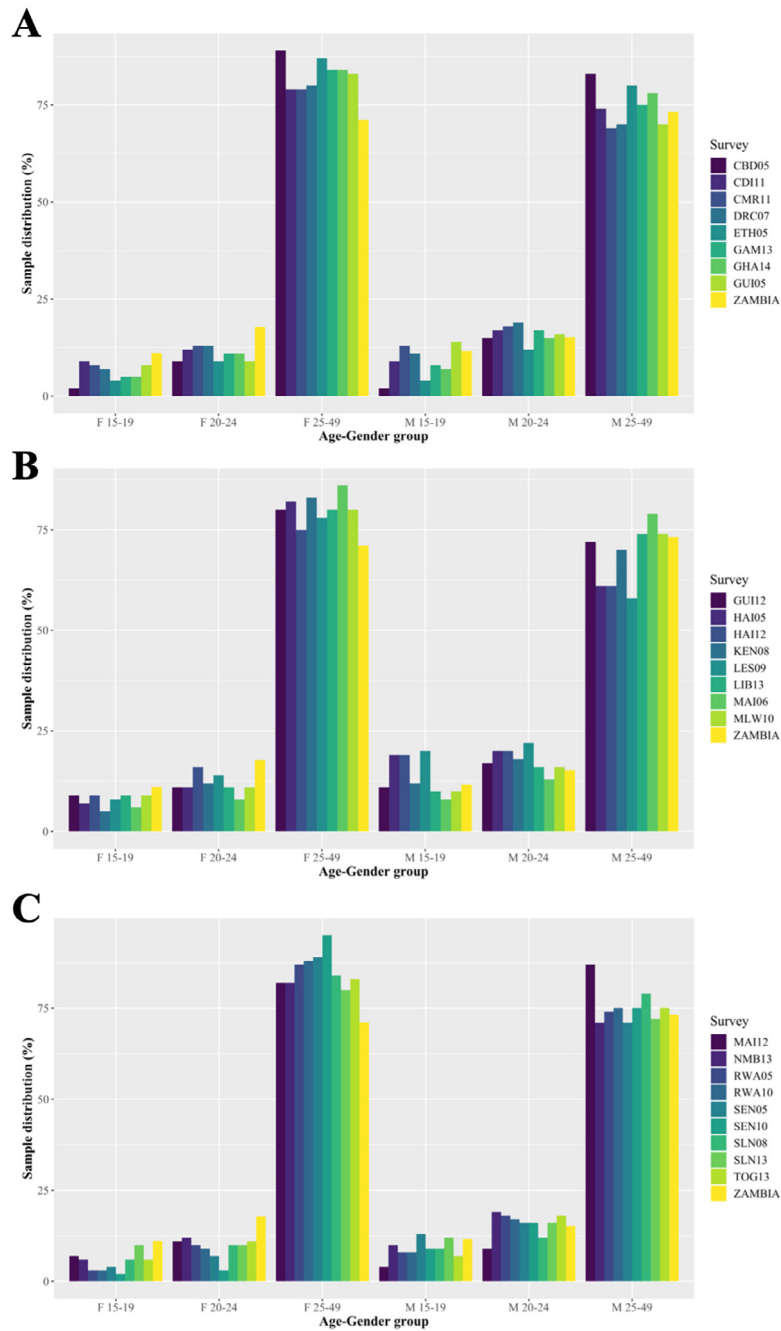 A
Sample distribution (%)
75
50
25
0
F 15-19
F 20-24
F 25-49
M 15-19
M 20-24
M 25-49
Age-Gender group
Survey
CBD05
CDI11
CMR11
DRC07
ETH05
GAM13
GHA14
GUI05
ZAMBIA
B
Sample distribution (%)
75
50
25
0
F 15-19
F 20-24
F 25-49
M 15-19
M 20-24
M 25-49
Age-Gender group
Survey
GUI12
HAI05
HAI12
KEN08
LES09
LIB13
MAI06
MLW10
ZAMBIA
C
Sample distribution (%)
75
50
25
0
F 15-19
F 20-24
F 25-49
M 15-19
M 20-24
M 25-49
Age-Gender group
Survey
MAI12
NMB13
RWA05
RWA10
SEN05
SEN10
SLN08
SLN13
TOG13
ZAMBIA